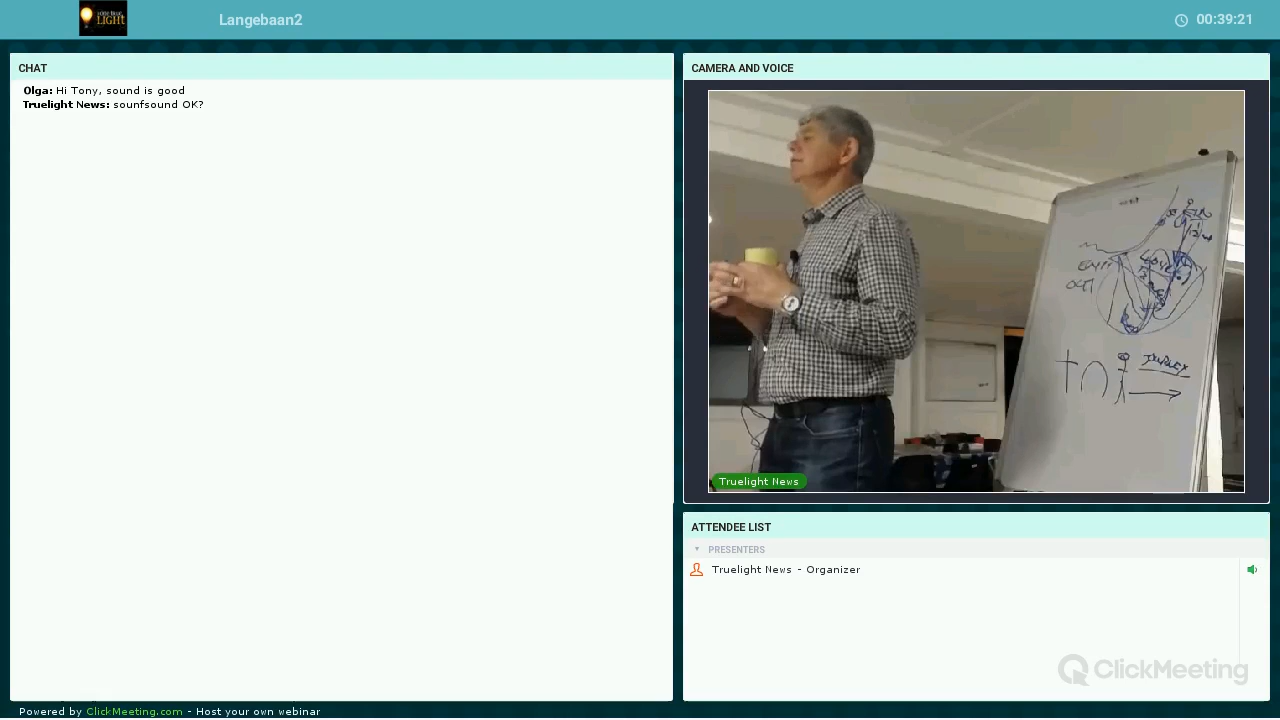 LIGHT
Langebaan2
00:39:21
CHAT
Olga: Hi Tony, sound is good
Truelight News: sounfsound OK?
CAMERA AND VOICE
Truelight News
ATTENDEE LIST
PRESENTERS
Truelight News - Organizer
ClickMeeting
Powered by ClickMeeting.com - Host your own webinar